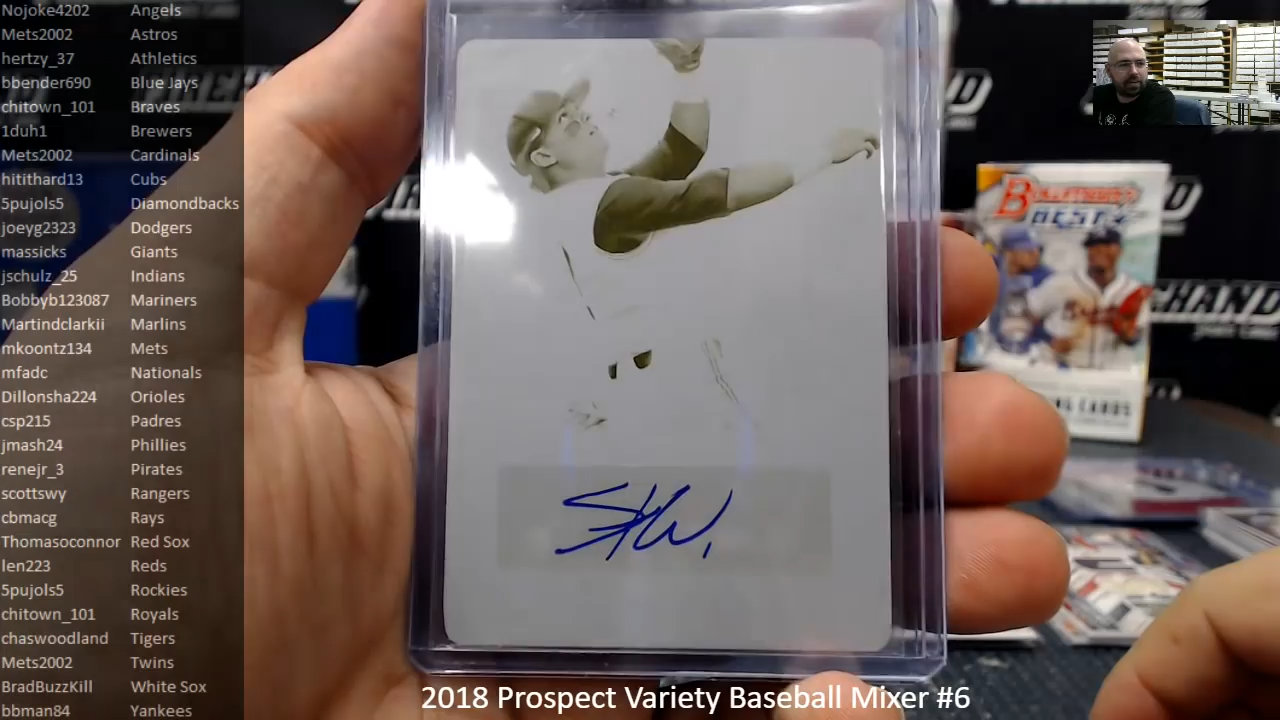 Nojoke4202 Angels
Mets2002 Astros
hertzy_37 Athletics
bbender690 Blue Jays
chitown_101 Braves
1duh1 Brewers
Mets2002 Cardinals
hitithard13 Cubs
5pujols5 Diamondbacks
joeyg2323 Dodgers
massicks Giants
jschulz_25 Indians
Bobbyb123087 Mariners
Martindclarkii Marlins
mkoontz134 Mets
mfadc Nationals
Dillonsha224 Orioles
csp215 Padres
jmash24 Phillies
renejr_3 Pirates
scottswy Rangers
cbmacg Rays
Thomasoconnor Red Sox
len223 Reds
5pujols5 Rockies
chitown_101 Royals
chaswoodland Tigers
Mets2002 Twins
BradBuzzKill White Sox
bbman84 Yankees
BOWMAN'S
BEST
CARDS
2018 Prospect Variety Baseball Mixer #6